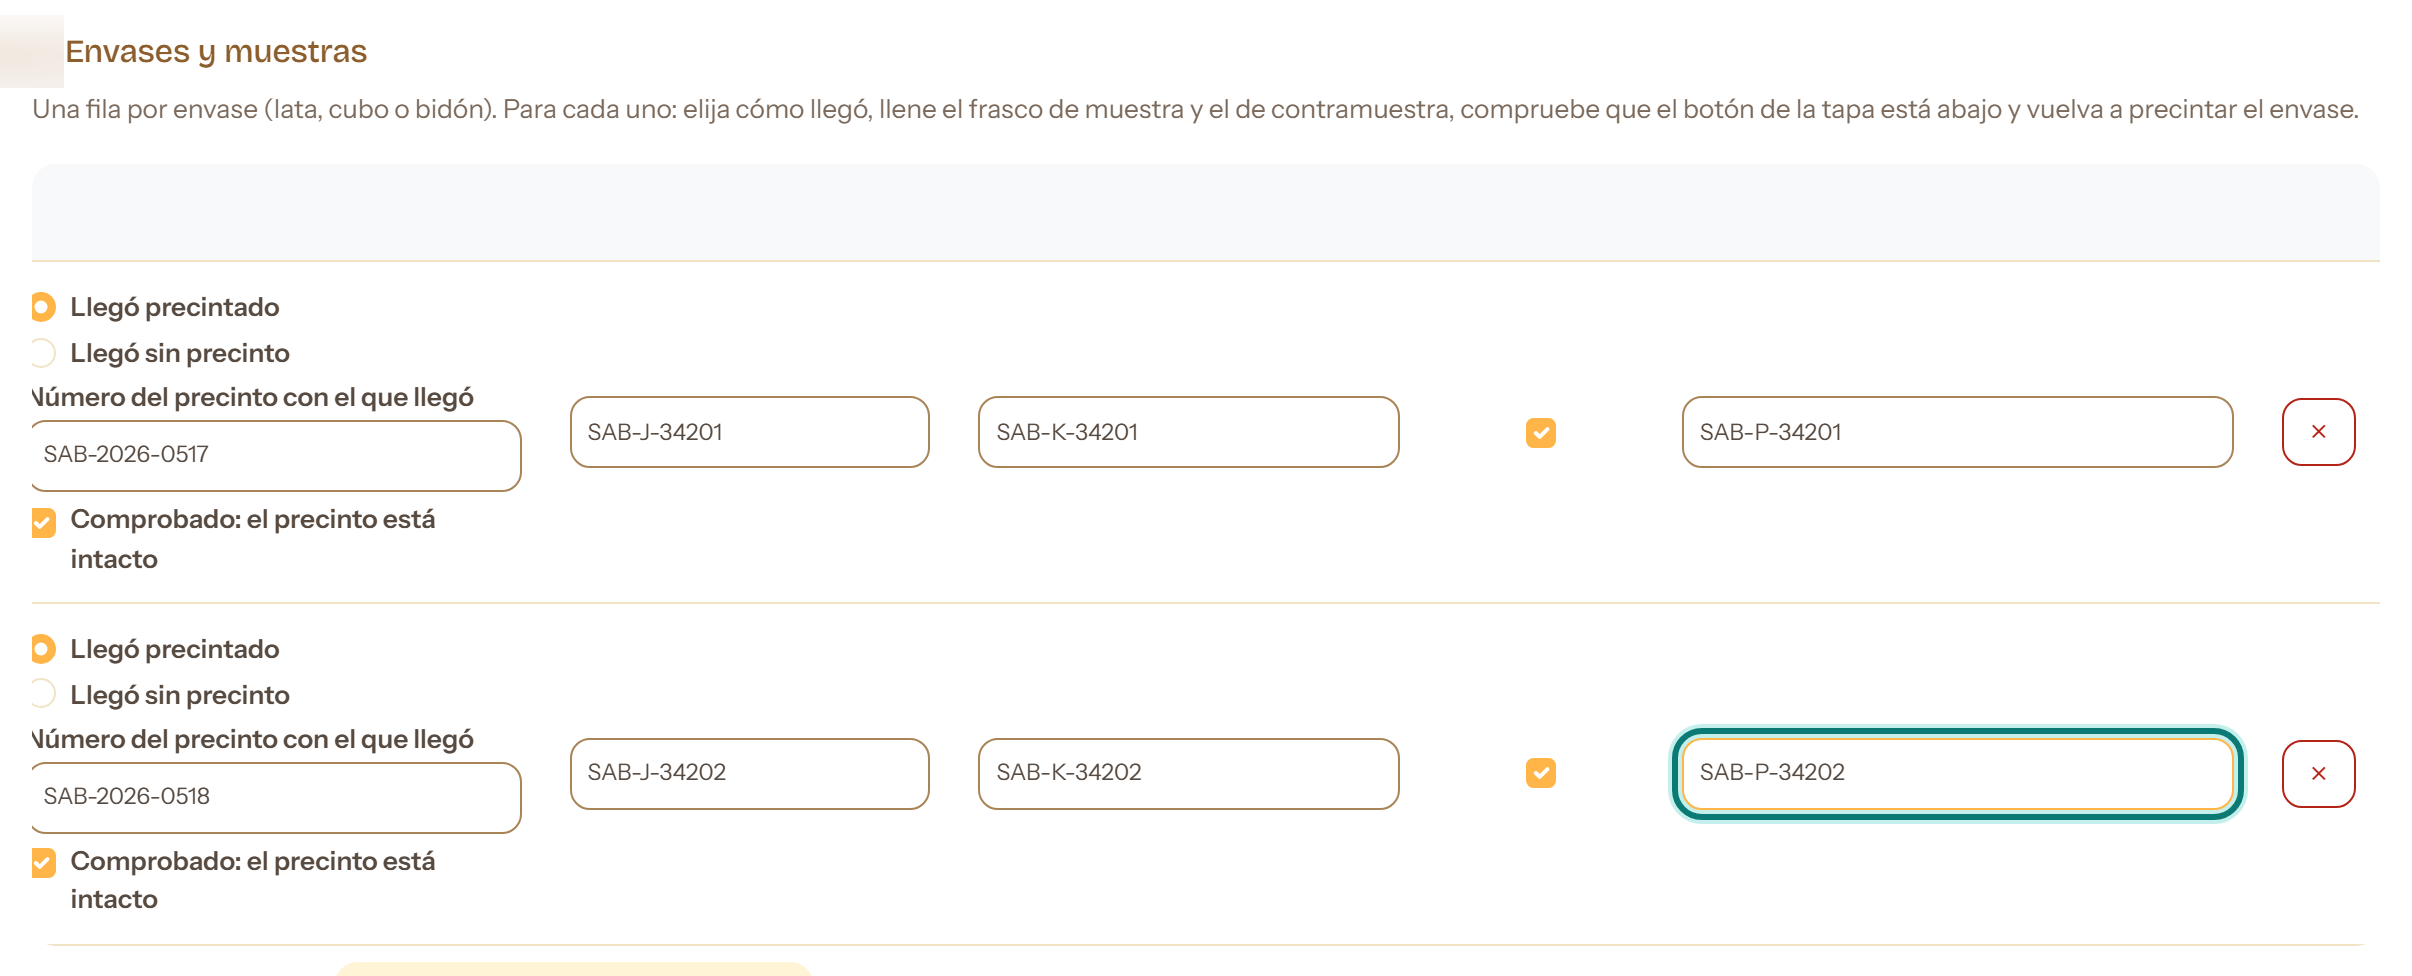 Envases y muestras
Una fila por envase (lata, cubo o bidón). Para cada uno: elija cómo llegó, llene el frasco de muestra y el de contramuestra, compruebe que el botón de la tapa está abajo y vuelva a precintar el envase.
Llegó precintado
Llegó sin precinto
Número del precinto con el que llegó
SAB-2026-0517
SAB-J-34201
SAB-K-34201
SAB-P-34201
Comprobado: el precinto está
intacto
Llegó precintado
Llegó sin precinto
Número del precinto con el que llegó
SAB-2026-0518
SAB-J-34202
SAB-K-34202
SAB-P-34202
Comprobado: el precinto está
intacto